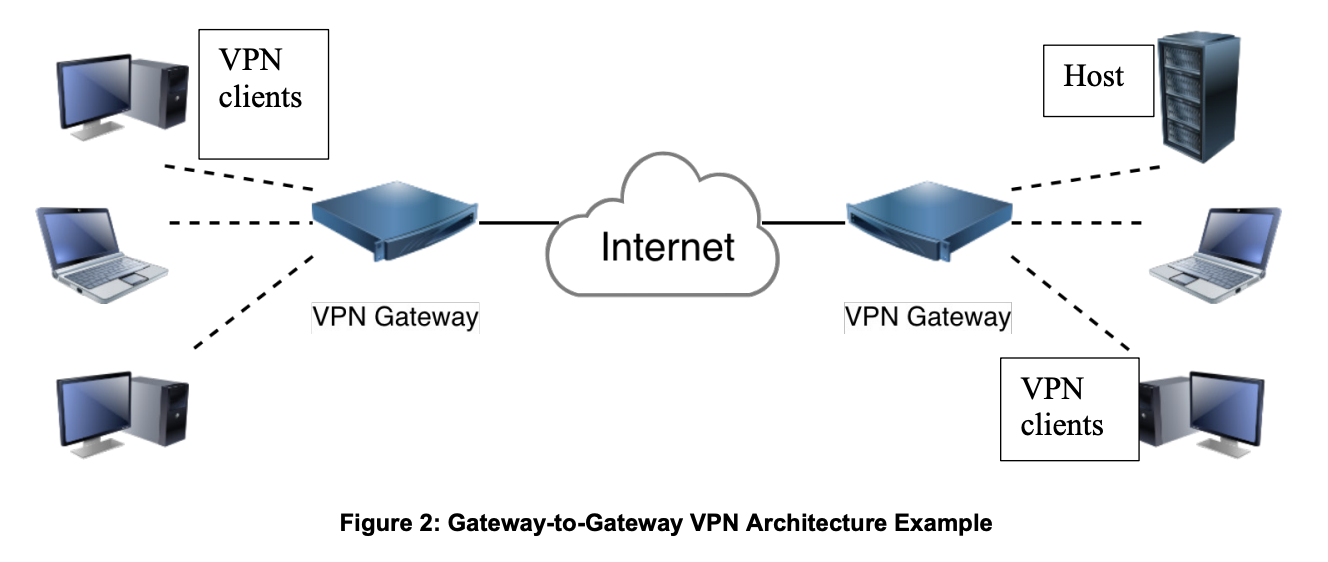 VPN
clients
Host
Internet
VPN Gateway
VPN Gateway
VPN
clients
Figure 2: Gateway-to-Gateway VPN Architecture Example